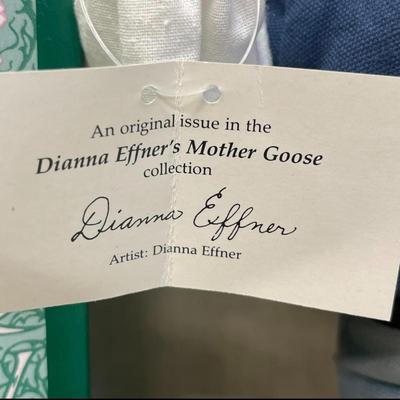 An original issue in the
Dianna Effner's Mother Goose
collection
Dianna Effner
Artist: Dianna Effner